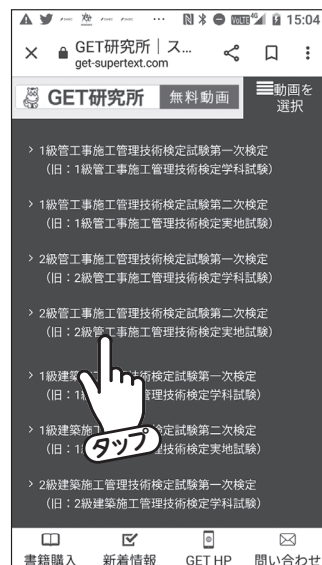 15:04
GET研究所｜ス...
get-supertext.com
GET研究所 無料動画 動画を
選択
1級管工事施工管理技術検定試験第一次検定
（旧：1級管工事施工管理技術検定学科試験）
1級管工事施工管理技術検定試験第二次検定
（旧：1級管工事施工管理技術検定実地試験）
2級管工事施工管理技術検定試験第一次検定
（旧：2級管工事施工管理技術検定学科試験）
2級管工事施工管理技術検定試験第二次検定
（旧：2級管工事施工管理技術検定実地試験）
1級建築 技術検定試験第一次検定
（旧：1 管理技術検定学科試験）
1級建築施 定試験第二次検定
（旧：1 技術検定実地試験）
タップ
2級建築施工管理技術検定試験第一次検定
（旧：2級建築施工管理技術検定学科試験）
書籍購入 新着情報 GET HP 問い合わせ